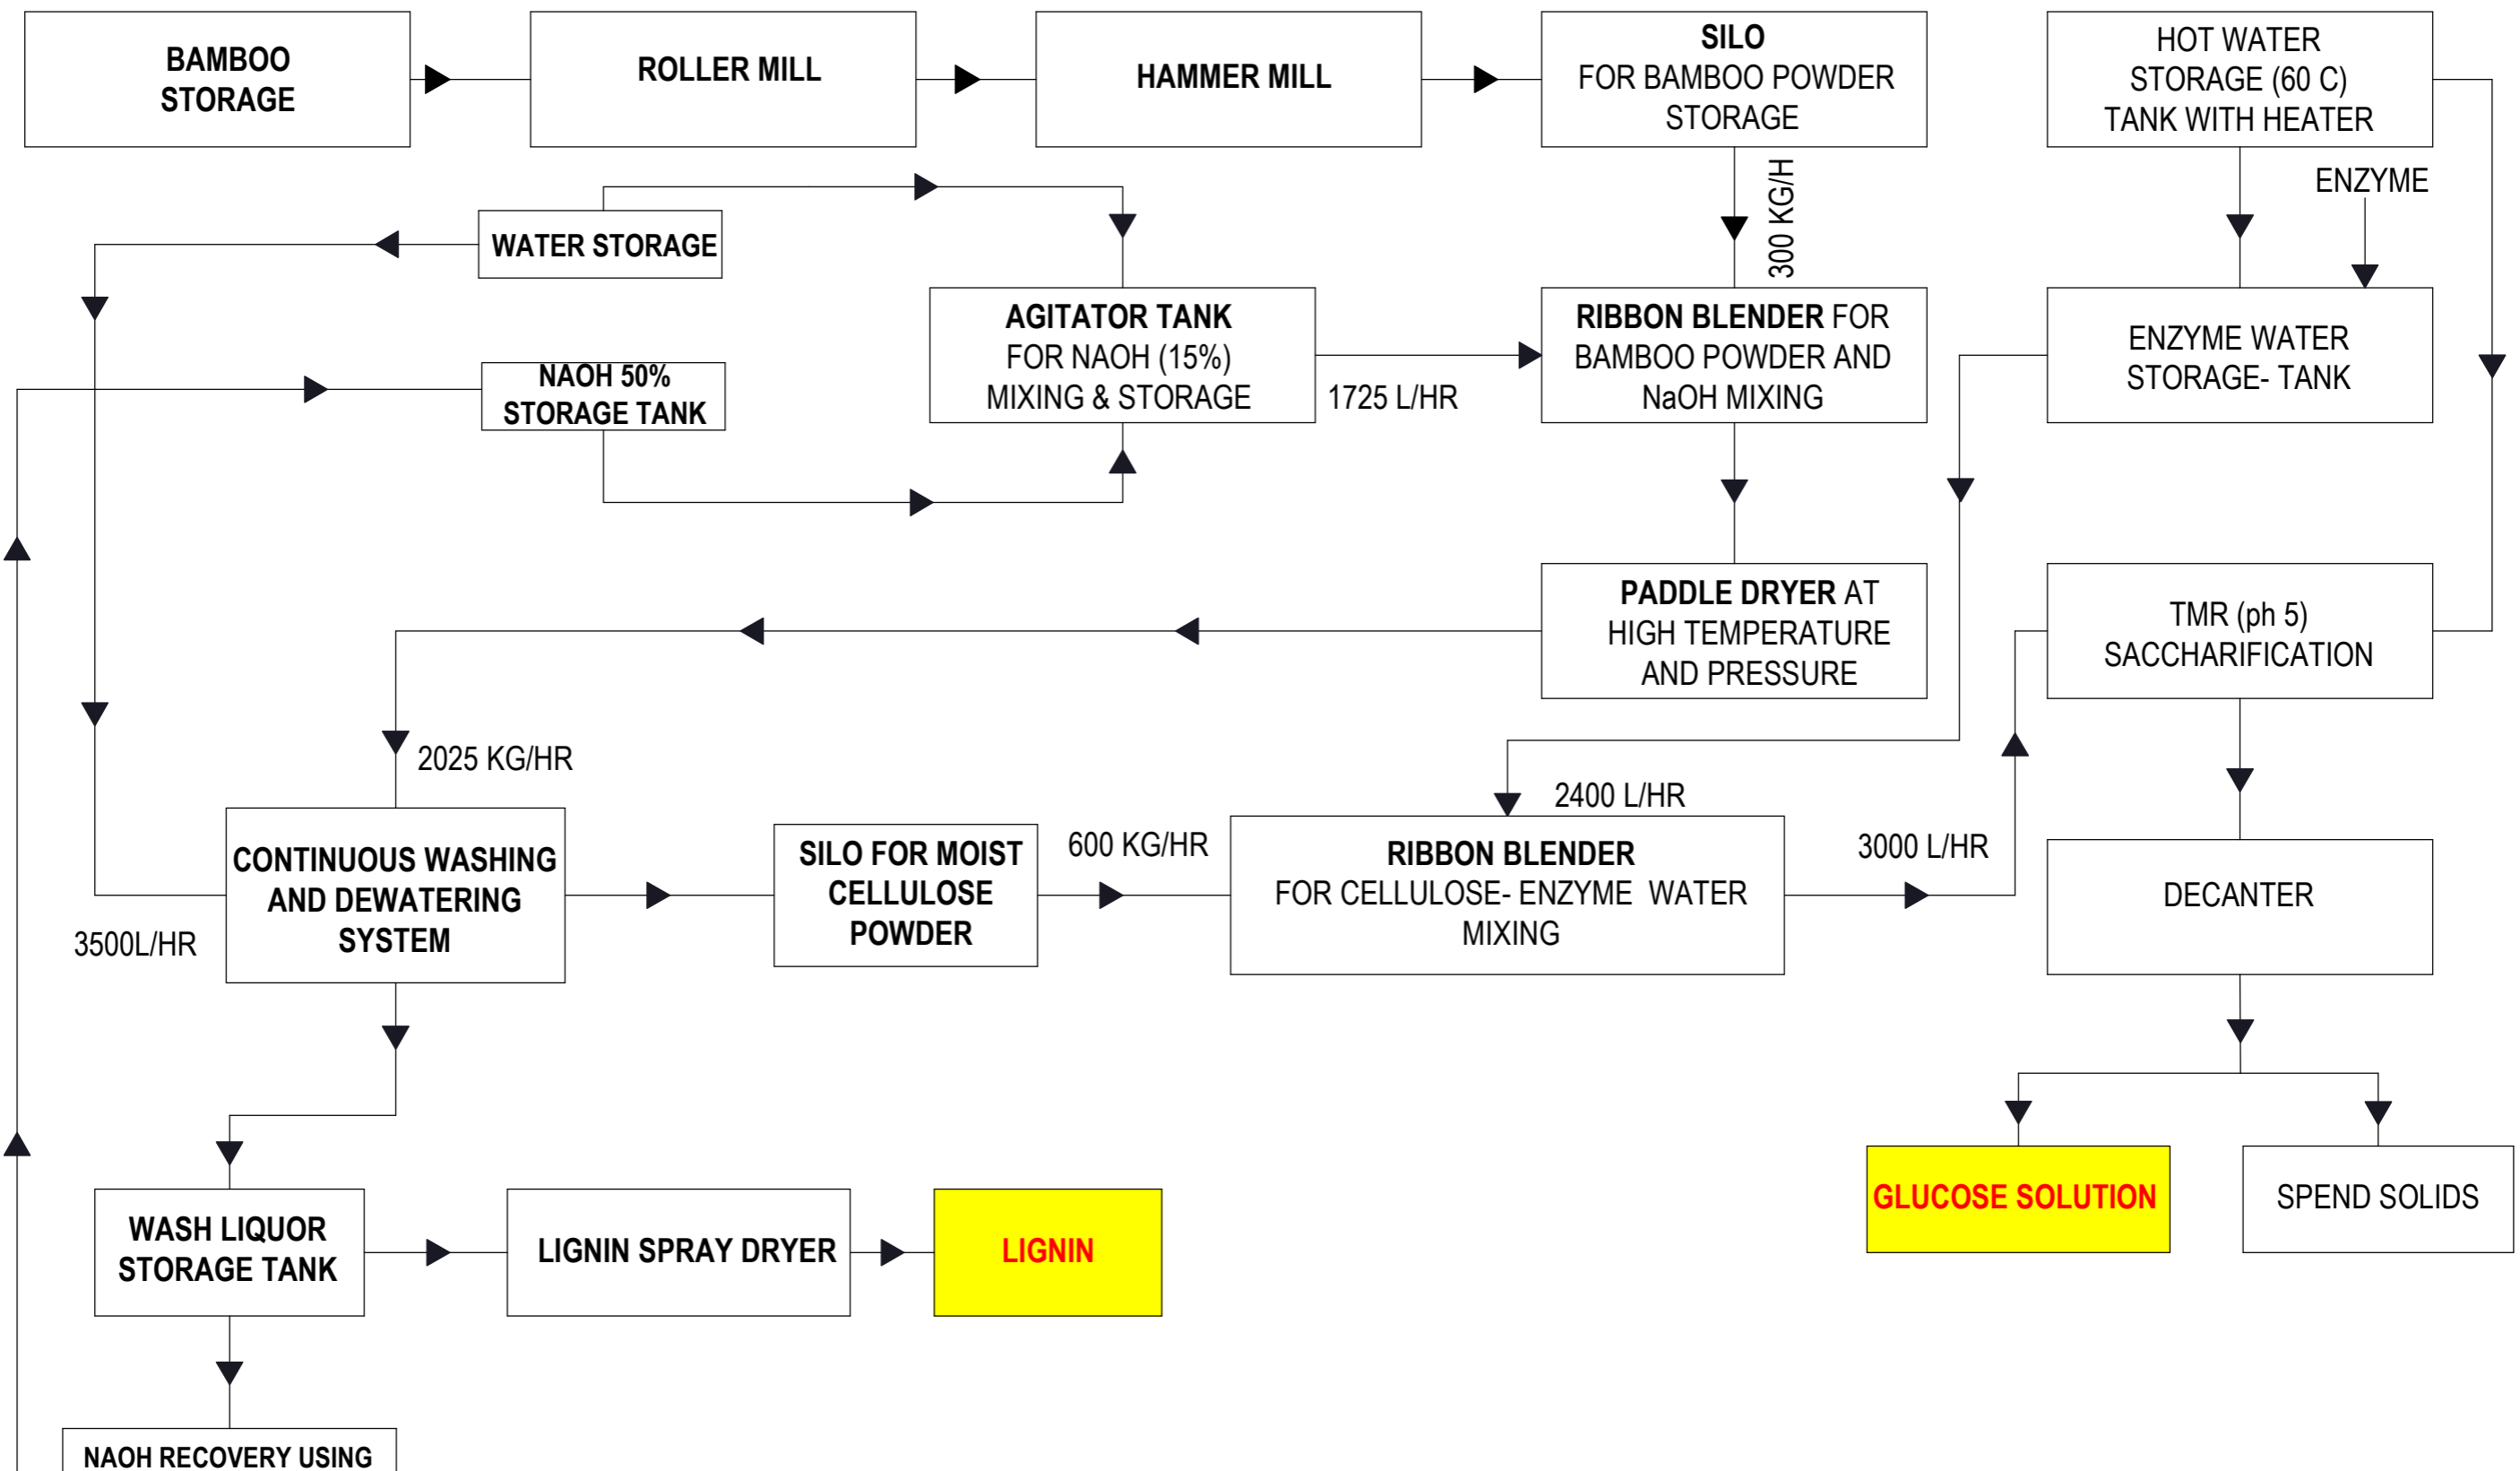 BAMBOO
STORAGE
ROLLER MILL
HAMMER MILL
SILO
FOR BAMBOO POWDER
STORAGE
HOT WATER
STORAGE (60 C)
TANK WITH HEATER
300 KG/H
ENZYME
WATER STORAGE
AGITATOR TANK
FOR NAOH (15%)
MIXING & STORAGE
1725 L/HR
RIBBON BLENDER FOR
BAMBOO POWDER AND
NaOH MIXING
ENZYME WATER
STORAGE- TANK
NAOH 50%
STORAGE TANK
PADDLE DRYER AT
HIGH TEMPERATURE
AND PRESSURE
TMR (ph 5)
SACCHARIFICATION
2025 KG/HR
2400 L/HR
CONTINUOUS WASHING
AND DEWATERING
SYSTEM
3500L/HR
SILO FOR MOIST
CELLULOSE
POWDER
600 KG/HR
RIBBON BLENDER
FOR CELLULOSE- ENZYME WATER
MIXING
3000 L/HR
DECANTER
WASH LIQUOR
STORAGE TANK
LIGNIN SPRAY DRYER
LIGNIN
GLUCOSE SOLUTION
SPEND SOLIDS
NAOH RECOVERY USING